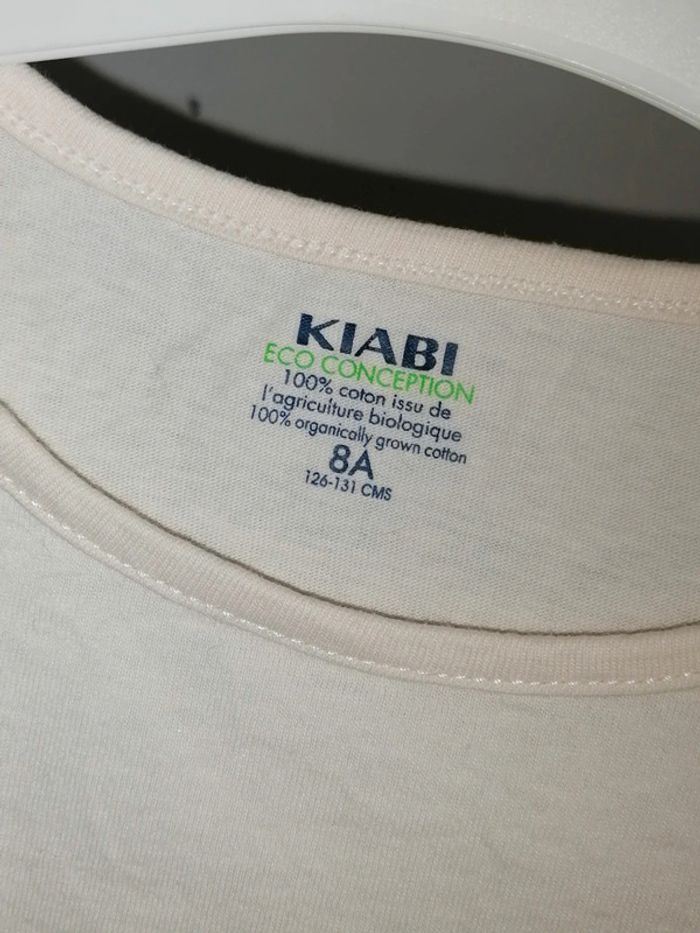 KIABI
ECO CONCEPTION
100% coton issu de
l'agriculture biologique
100% organically grown cotton
8A
126-131 CMS